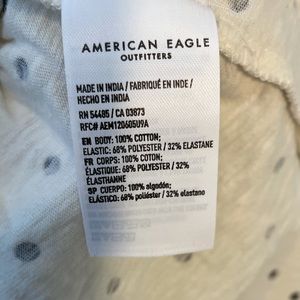 AMERICAN EAGLE
OUTFITTERS
MADE IN INDIA / FABRIQUÉ EN INDE /
HECHO EN INDIA
RN 54485 / CA 03873
RFC# AEM120605U9A
EN BODY: 100% COTTON;
ELASTIC: 68% POLYESTER / 32% ELASTANE
FR CORPS: 100% COTON;
ÉLASTIQUE: 68% POLYESTER / 32%
ÉLASTHANNE
SP CUERPO: 100% algodón;
ELÁSTICO: 68% poliéster / 32% elastano